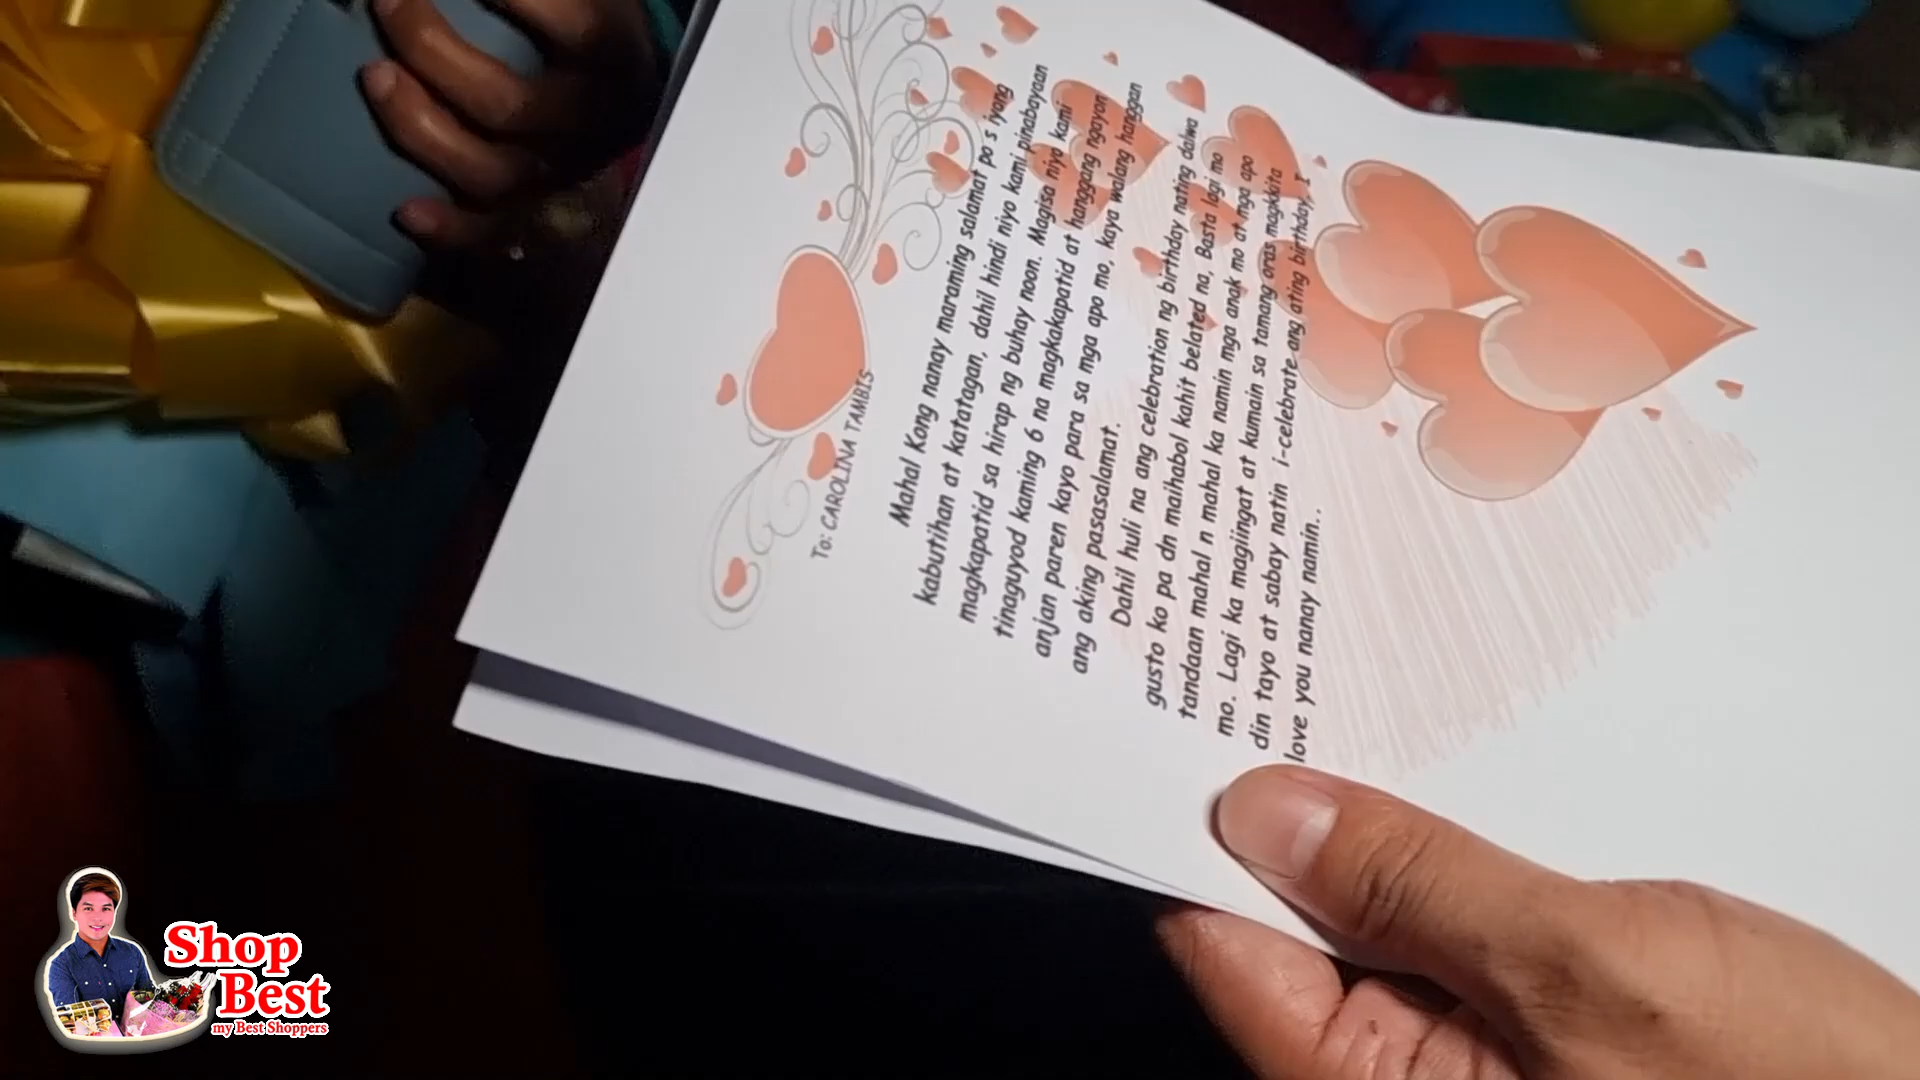 To: CAROLINA TAMBIS
Mahal Kong nanay maraming salamat po s iyong
kabutihan at katatagan, dahil hindi niyo kami pinabayaan
magkapatid sa hirap ng buhay noon. Magisa niyo kami
tinaguyod kaming 6 na magkakapatid at hanggang ngayon
anjan paren kayo para sa mga apo mo, kaya walang hanggan
ang aking pasasalamat.
Dahil huli na ang celebration ng birthday nating dalwa
gusto ko pa dn maihabol kahit belated na, Basta lagi mo
tandaan mahal n mahal ka namin mga anak mo at mga apo
mo. Lagi ka magiingat at kumain sa tamang oras magkita
din tayo at sabay natin i-celebrate ang ating birthday, I
love you nanay namin..
Shop
Best
my Best Shoppers